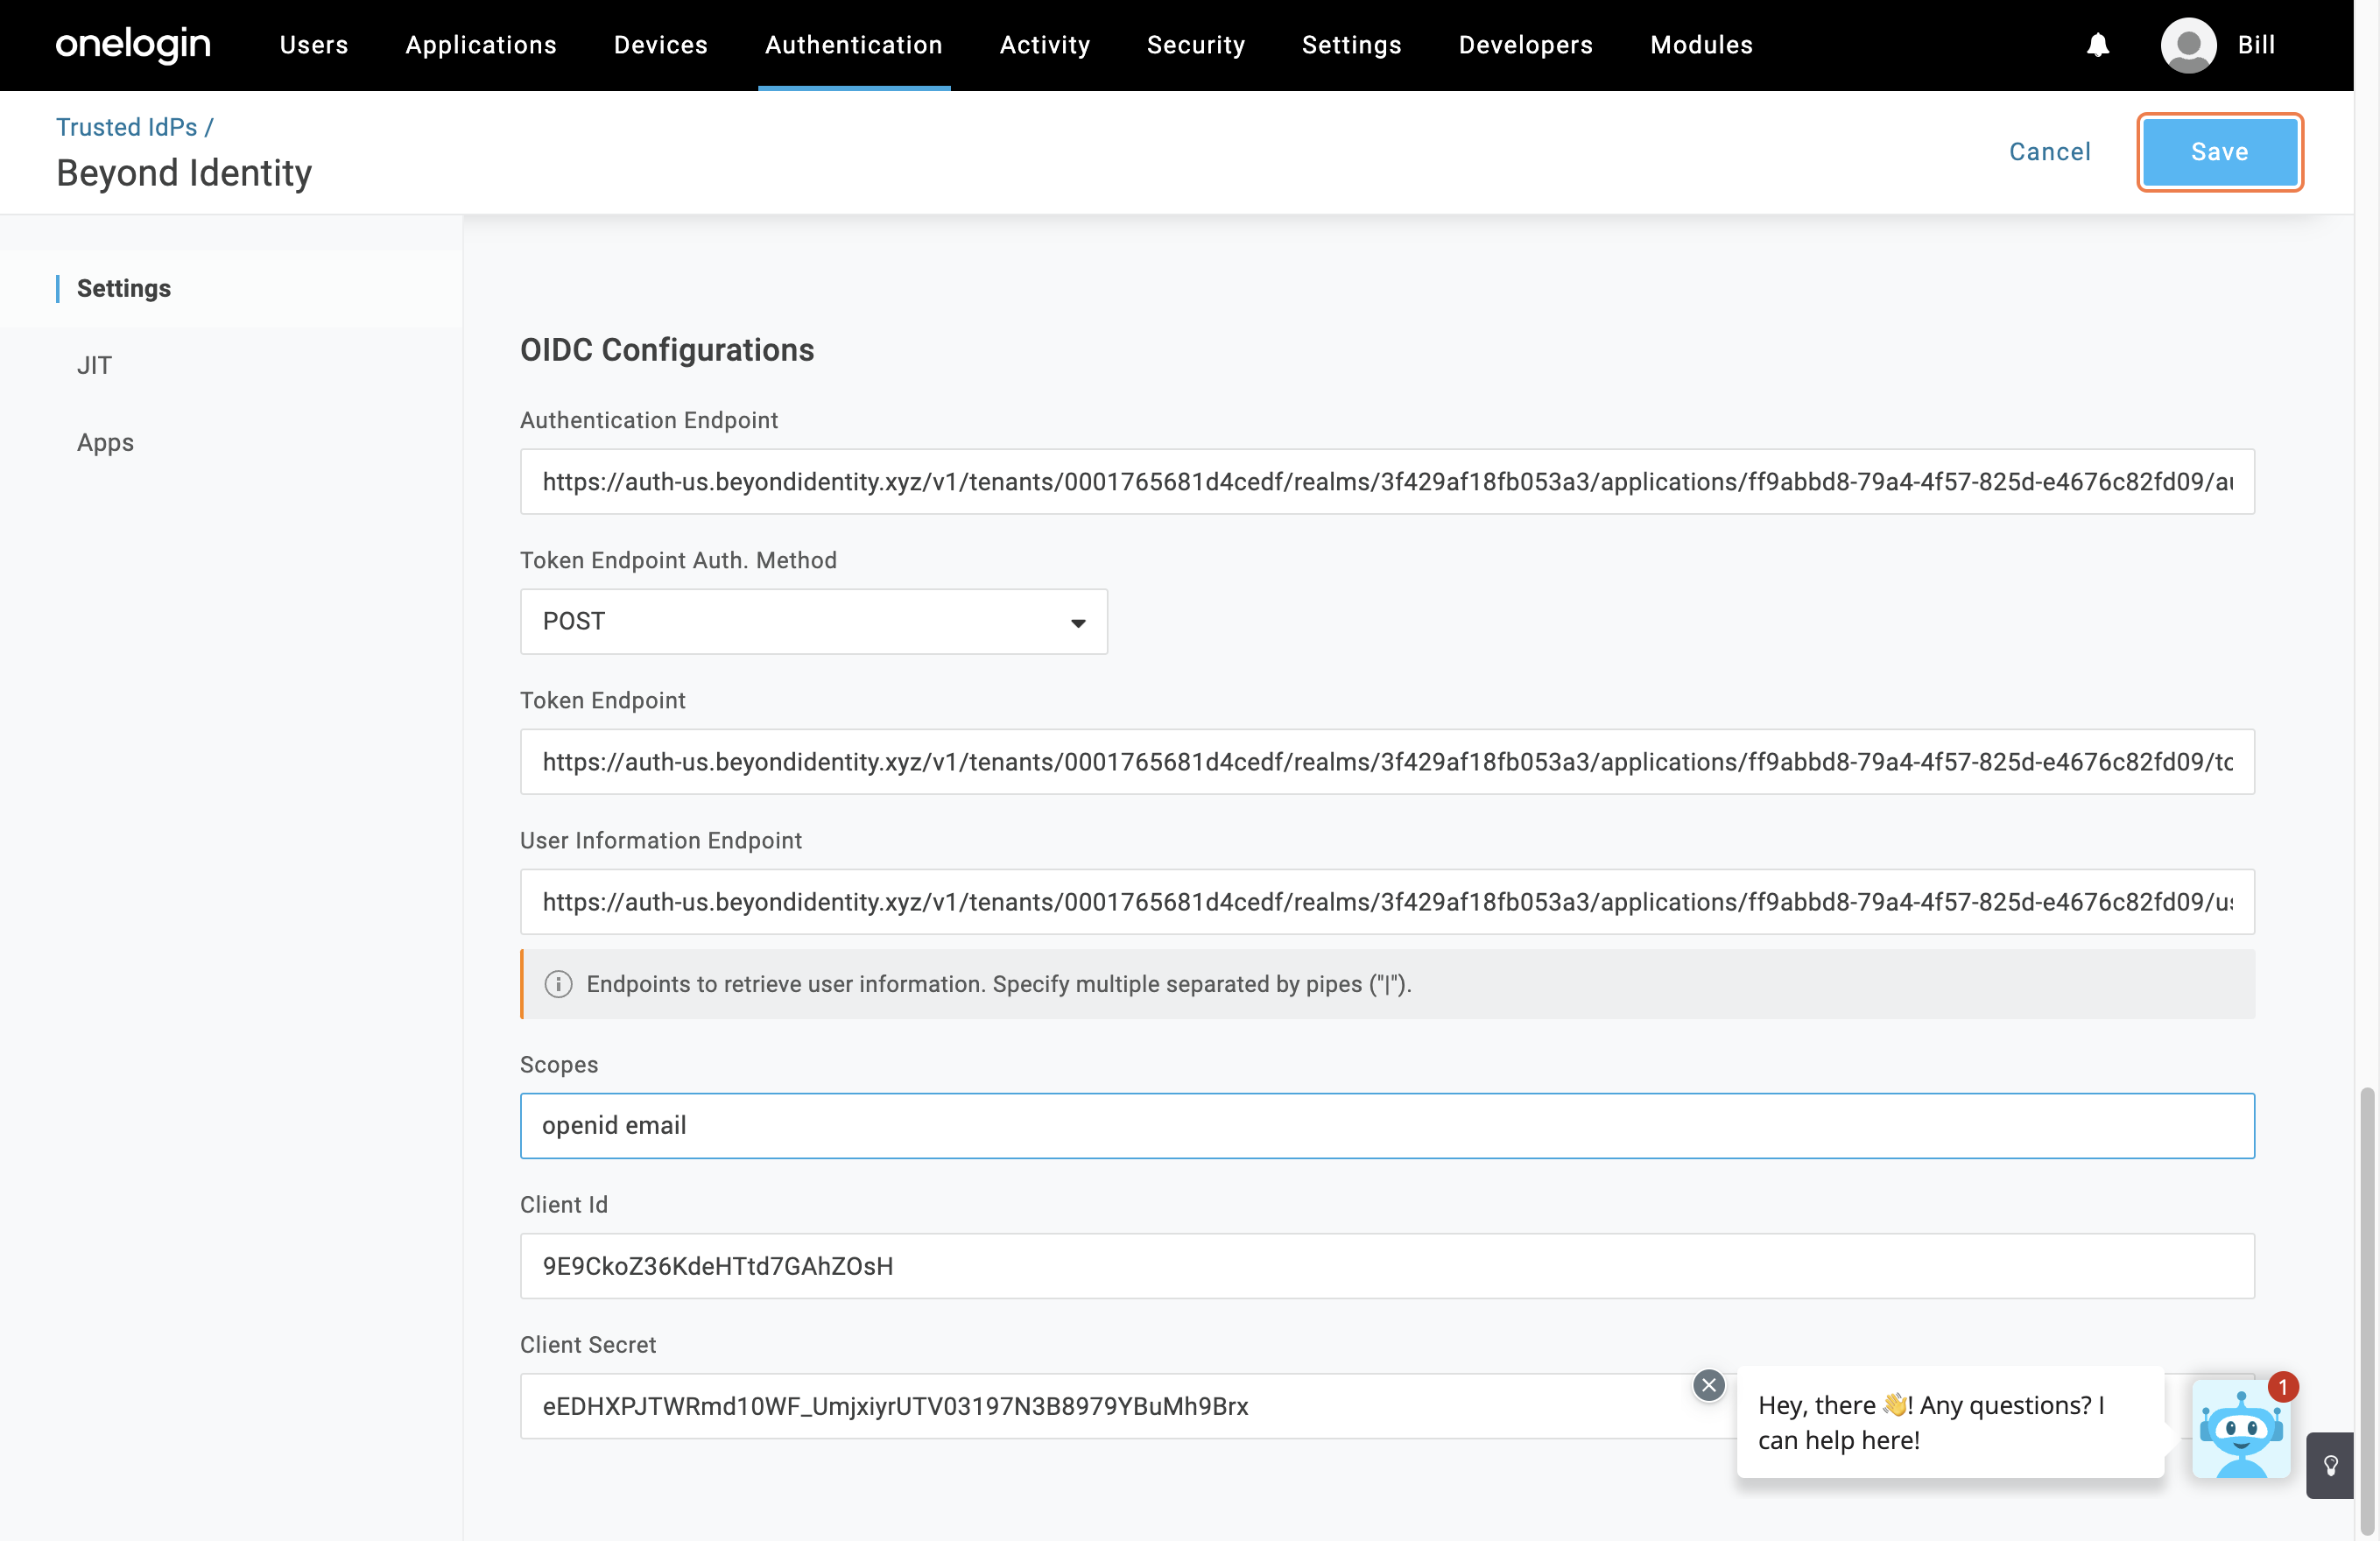 onelogin
Users Applications Devices Authentication Activity Security Settings Developers Modules Bill
Trusted IdPs /
Beyond Identity
Cancel
Save
Settings
JIT
Apps
OIDC Configurations
Authentication Endpoint
https://auth-us.beyondidentity.xyz/v1/tenants/0001765681d4cedf/realms/3f429af18fb053a3/applications/ff9abbd8-79a4-4f57-825d-e4676c82fd09/au
Token Endpoint Auth. Method
POST
Token Endpoint
https://auth-us.beyondidentity.xyz/v1/tenants/0001765681d4cedf/realms/3f429af18fb053a3/applications/ff9abbd8-79a4-4f57-825d-e4676c82fd09/to
User Information Endpoint
https://auth-us.beyondidentity.xyz/v1/tenants/0001765681d4cedf/realms/3f429af18fb053a3/applications/ff9abbd8-79a4-4f57-825d-e4676c82fd09/us
Endpoints to retrieve user information. Specify multiple separated by pipes ("|").
Scopes
openid email
Client Id
9E9CkoZ36KdeHTtd7GAhZOsH
Client Secret
eEDHXPJTWRmd10WF_UmjxiyrUTV03197N3B8979YBuMh9Brx
Hey, there 👋! Any questions? I
can help here!
1